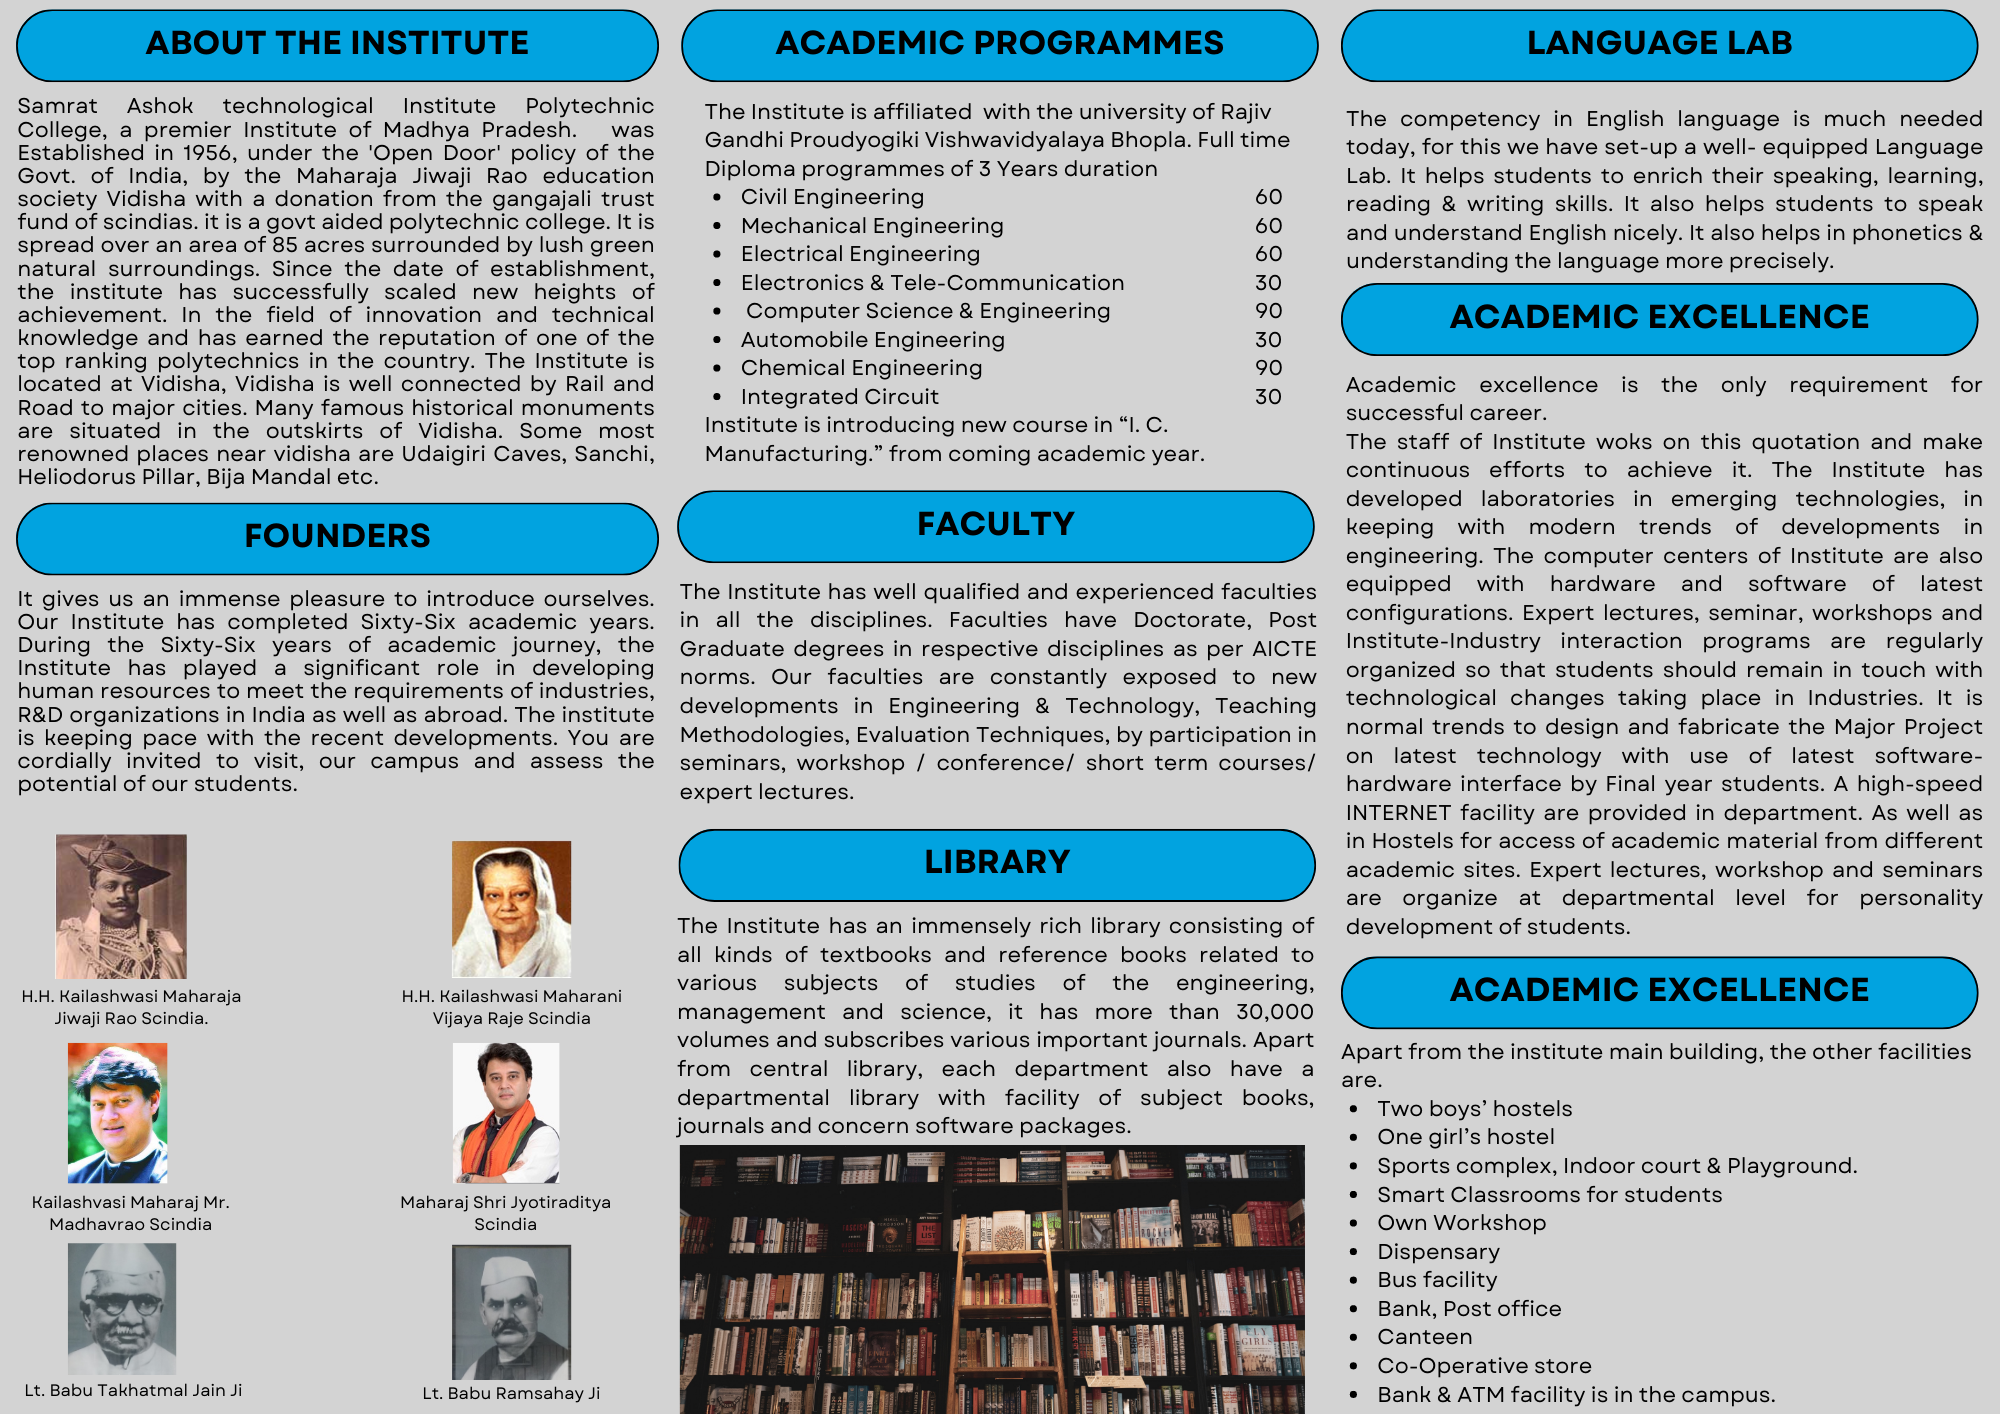 ABOUT THE INSTITUTE
Samrat Ashok technological Institute Polytechnic
College, a premier Institute of Madhya Pradesh. was
Established in 1956, under the 'Open Door' policy of the
Govt. of India, by the Maharaja Jiwaji Rao education
society Vidisha with a donation from the gangajali trust
fund of scindias. it is a govt aided polytechnic college. It is
spread over an area of 85 acres surrounded by lush green
natural surroundings. Since the date of establishment,
the institute has successfully scaled new heights of
achievement. In the field of innovation and technical
knowledge and has earned the reputation of one of the
top ranking polytechnics in the country. The Institute is
located at Vidisha, Vidisha is well connected by Rail and
Road to major cities. Many famous historical monuments
are situated in the outskirts of Vidisha. Some most
renowned places near vidisha are Udaigiri Caves, Sanchi,
Heliodorus Pillar, Bija Mandal etc.
FOUNDERS
It gives us an immense pleasure to introduce ourselves.
Our Institute has completed Sixty-Six academic years.
During the Sixty-Six years of academic journey, the
Institute has played a significant role in developing
human resources to meet the requirements of industries,
R&D organizations in India as well as abroad. The institute
is keeping pace with the recent developments. You are
cordially invited to visit, our campus and assess the
potential of our students.
H.H. Kailashwasi Maharaja
Jiwaji Rao Scindia.
H.H. Kailashwasi Maharani
Vijaya Raje Scindia
Kailashvasi Maharaj Mr.
Madhavrao Scindia
Maharaj Shri Jyotiraditya
Scindia
Lt. Babu Takhatmal Jain Ji
Lt. Babu Ramsahay Ji
ACADEMIC PROGRAMMES
The Institute is affiliated with the university of Rajiv
Gandhi Proudyogiki Vishwavidyalaya Bhopla. Full time
Diploma programmes of 3 Years duration
• Civil Engineering 60
• Mechanical Engineering 60
• Electrical Engineering 60
• Electronics & Tele-Communication 30
• Computer Science & Engineering 90
• Automobile Engineering 30
• Chemical Engineering 90
• Integrated Circuit 30
Institute is introducing new course in “I. C.
Manufacturing.” from coming academic year.
FACULTY
The Institute has well qualified and experienced faculties
in all the disciplines. Faculties have Doctorate, Post
Graduate degrees in respective disciplines as per AICTE
norms. Our faculties are constantly exposed to new
developments in Engineering & Technology, Teaching
Methodologies, Evaluation Techniques, by participation in
seminars, workshop / conference/ short term courses/
expert lectures.
LIBRARY
The Institute has an immensely rich library consisting of
all kinds of textbooks and reference books related to
various subjects of studies of the engineering,
management and science, it has more than 30,000
volumes and subscribes various important journals. Apart
from central library, each department also have a
departmental library with facility of subject books,
journals and concern software packages.
LANGUAGE LAB
The competency in English language is much needed
today, for this we have set-up a well- equipped Language
Lab. It helps students to enrich their speaking, learning,
reading & writing skills. It also helps students to speak
and understand English nicely. It also helps in phonetics &
understanding the language more precisely.
ACADEMIC EXCELLENCE
Academic excellence is the only requirement for
successful career.
The staff of Institute woks on this quotation and make
continuous efforts to achieve it. The Institute has
developed laboratories in emerging technologies, in
keeping with modern trends of developments in
engineering. The computer centers of Institute are also
equipped with hardware and software of latest
configurations. Expert lectures, seminar, workshops and
Institute-Industry interaction programs are regularly
organized so that students should remain in touch with
technological changes taking place in Industries. It is
normal trends to design and fabricate the Major Project
on latest technology with use of latest software-
hardware interface by Final year students. A high-speed
INTERNET facility are provided in department. As well as
in Hostels for access of academic material from different
academic sites. Expert lectures, workshop and seminars
are organize at departmental level for personality
development of students.
ACADEMIC EXCELLENCE
Apart from the institute main building, the other facilities
are.
• Two boys’ hostels
• One girl’s hostel
• Sports complex, Indoor court & Playground.
• Smart Classrooms for students
• Own Workshop
• Dispensary
• Bus facility
• Bank, Post office
• Canteen
• Co-Operative store
• Bank & ATM facility is in the campus.